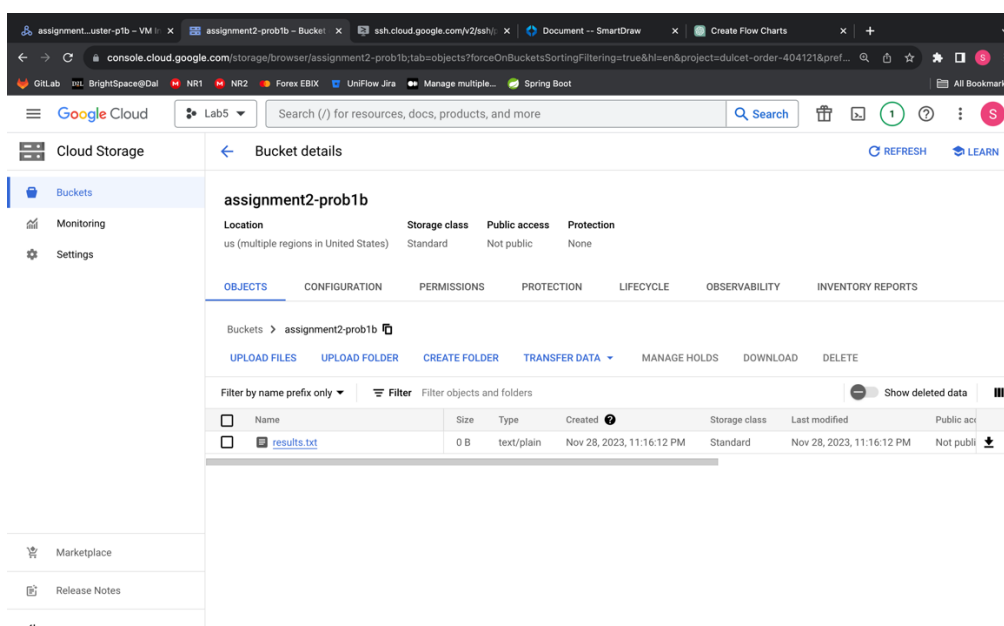 assignment...uster-p1b – VM In
assignment2-prob1b – Bucket
ssh.cloud.google.com/v2/ssh/p
Document -- SmartDraw
Create Flow Charts
console.cloud.google.com/storage/browser/assignment2-prob1b;tab=objects?forceOnBucketsSortingFiltering=true&hl=en&project=dulcet-order-404121&pref...
S
GitLab BrightSpace@Dal NR1 NR2 Forex EBIX UniFlow Jira Manage multiple... Spring Boot All Bookmark
Google Cloud Lab5 Search (/) for resources, docs, products, and more Search 1 S
Cloud Storage Bucket details REFRESH LEARN
Buckets
Monitoring
Settings
assignment2-prob1b
Location Storage class Public access Protection
us (multiple regions in United States) Standard Not public None
OBJECTS CONFIGURATION PERMISSIONS PROTECTION LIFECYCLE OBSERVABILITY INVENTORY REPORTS
Buckets > assignment2-prob1b
UPLOAD FILES UPLOAD FOLDER CREATE FOLDER TRANSFER DATA MANAGE HOLDS DOWNLOAD DELETE
Filter by name prefix only Filter Filter objects and folders Show deleted data
Name Size Type Created Storage class Last modified Public acc
results.txt 0 B text/plain Nov 28, 2023, 11:16:12 PM Standard Nov 28, 2023, 11:16:12 PM Not publi
Marketplace
Release Notes